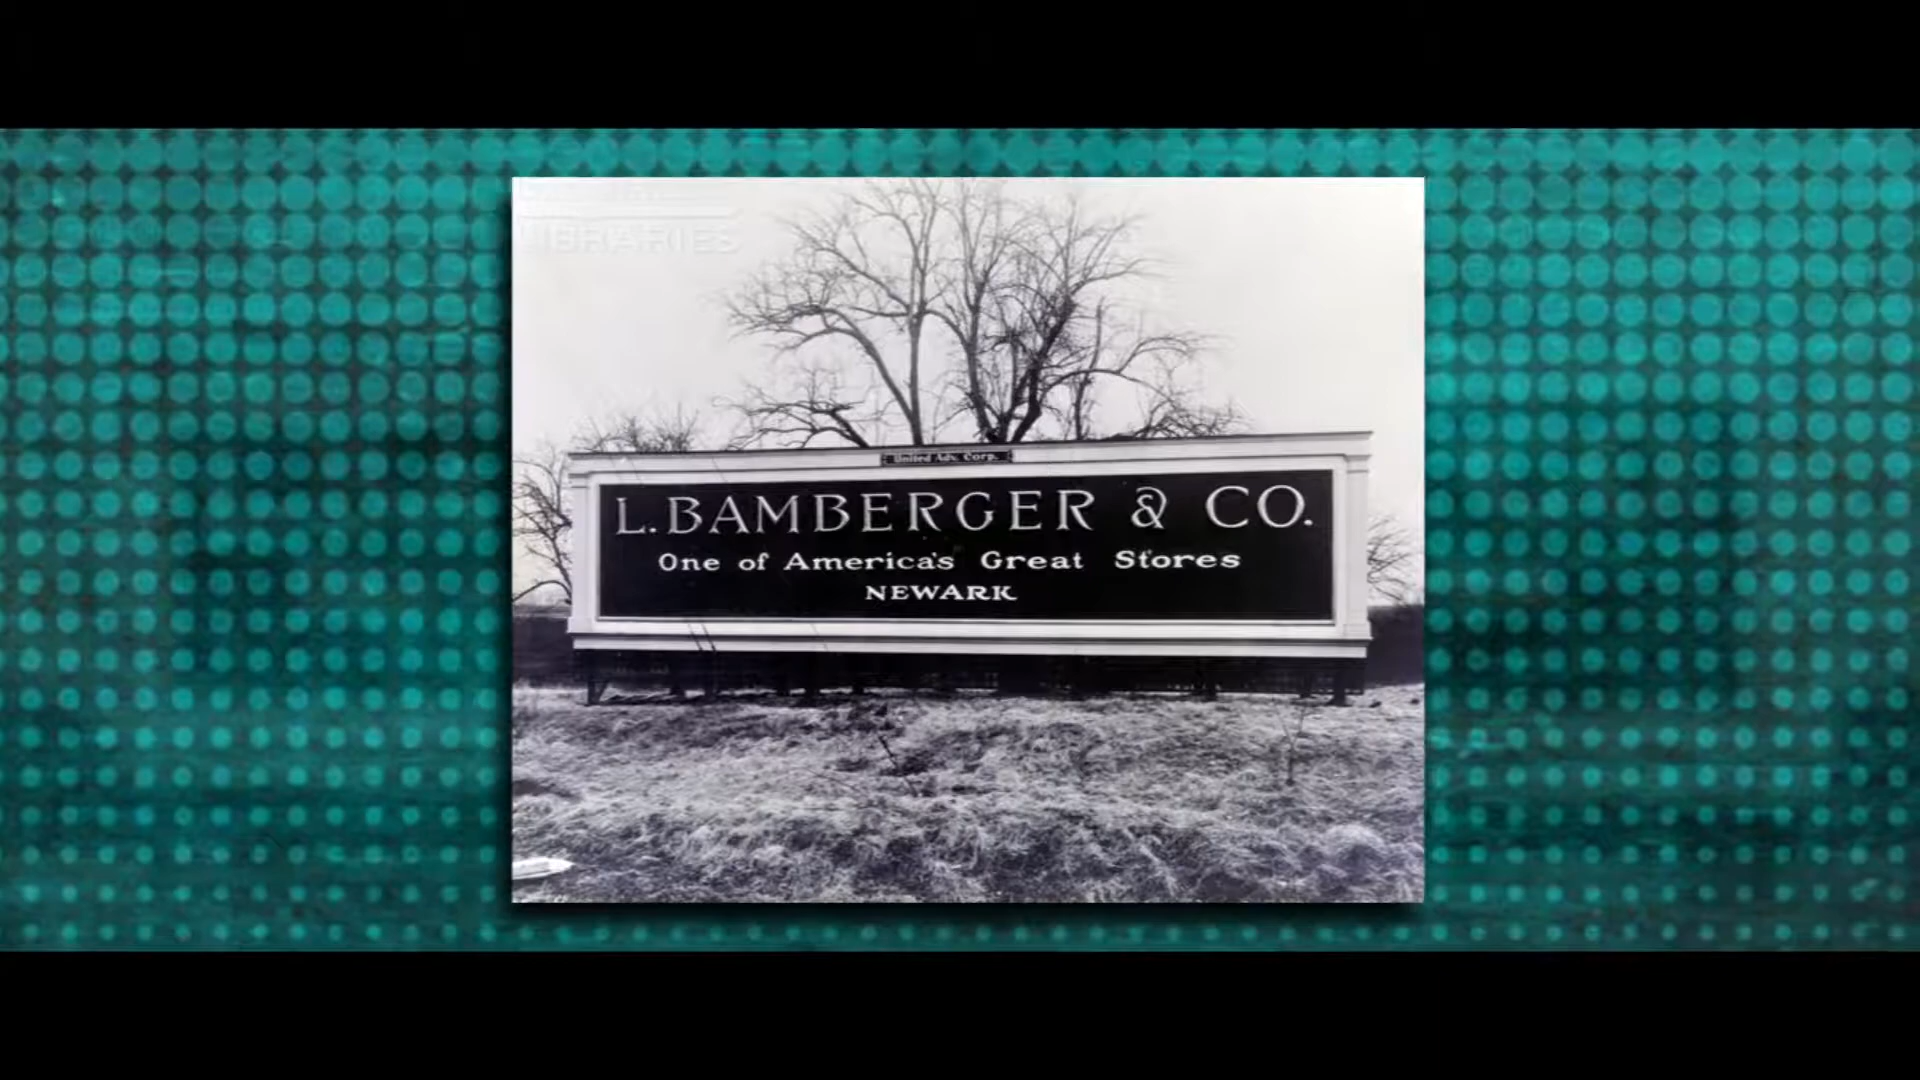 LIBRARIES
United Adv. Corp.
L. BAMBERGER & CO.
One of America's Great Stores
NEWARK